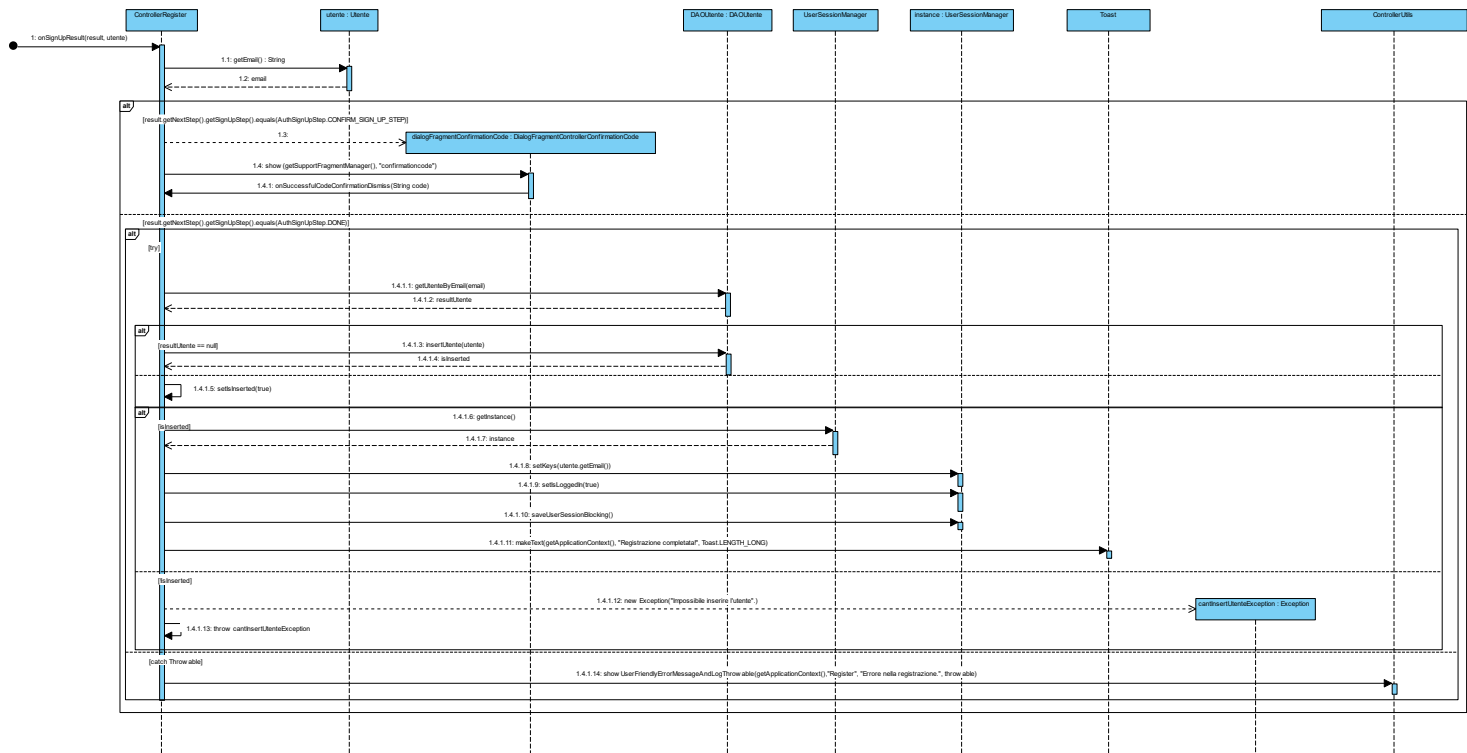 ControllerRegister
utente : Utente
DAOUtente : DAOUtente
UserSessionManager
instance : UserSessionManager
Toast
ControllerUtils
1: onSignUpResult(result, utente)
1.1: getEmail() : String
1.2: email
alt
[result.getNextStep().getSignUpStep().equals(AuthSignUpStep.CONFIRM_SIGN_UP_STEP)]
1.3:
dialogFragmentConfirmationCode : DialogFragmentControllerConfirmationCode
1.4: show (getSupportFragmentManager(), "confirmationcode")
1.4.1: onSuccessfulCodeConfirmationDismiss(String code)
[result.getNextStep().getSignUpStep().equals(AuthSignUpStep.DONE)]
alt
[try]
1.4.1.1: getUtenteByEmail(email)
1.4.1.2: resultUtente
alt
[resultUtente == null]
1.4.1.3: insertUtente(utente)
1.4.1.4: isInserted
1.4.1.5: setIsInserted(true)
alt
1.4.1.6: getInstance()
[isInserted]
1.4.1.7: instance
1.4.1.8: setKeys(utente.getEmail())
1.4.1.9: setIsLoggedIn(true)
1.4.1.10: saveUserSessionBlocking()
1.4.1.11: makeText(getApplicationContext(), "Registrazione completata!", Toast.LENGTH_LONG)
[!isInserted]
1.4.1.12: new Exception("Impossibile inserire l'utente".)
cantInsertUtenteException : Exception
1.4.1.13: throw cantInsertUtenteException
[catch Throwable]
1.4.1.14: show UserFriendlyErrorMessageAndLogThrowable(getApplicationContext(),"Register", "Errore nella registrazione.", throwable)